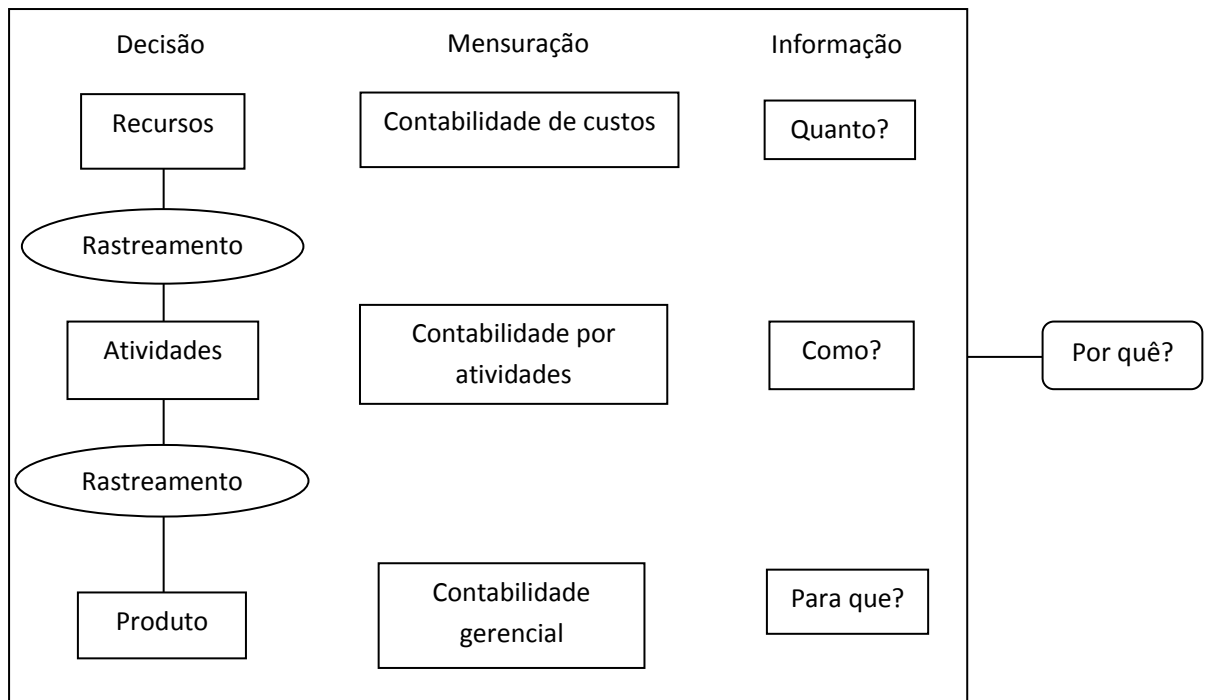 Decisão
Mensuração
Informação
Recursos
Contabilidade de custos
Quanto?
Rastreamento
Atividades
Contabilidade por
atividades
Como?
Por quê?
Rastreamento
Produto
Contabilidade
gerencial
Para que?